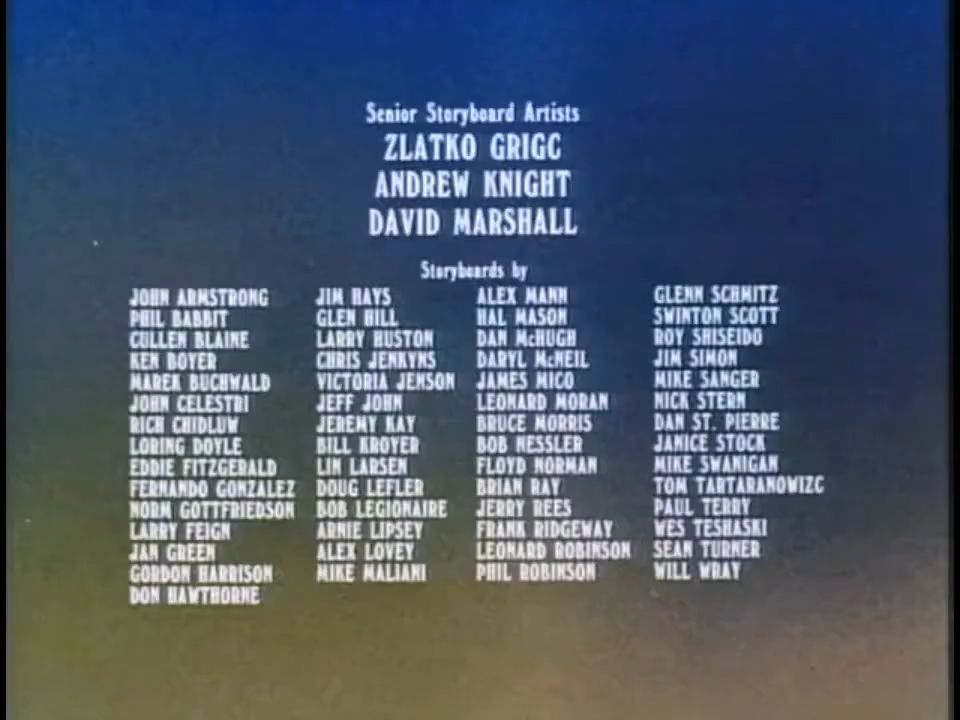 Senior Storyboard Artists
ZLATKO GRIGC
ANDREW KNIGHT
DAVID MARSHALL
Storyboards by
JOHN ARMSTRONG
PHIL BABBIT
CULLEN BLAINE
KEN BOYER
MAREK BUCHWALD
JOHN CELESTRI
RICH CHIDLUW
LORING DOYLE
EDDIE FITZGERALD
FERNANDO GONZALEZ
NORM GOTTFRIEDSON
LARRY FEIGN
JAN GREEN
GORDON HARRISON
DON HAWTHORNE
JIM HAYS
GLEN HILL
LARRY HUSTON
CHRIS JENKYNS
VICTORIA JENSON
JEFF JOHN
JEREMY KAY
BILL KROYER
LIN LARSEN
DOUG LEFLER
BOB LEGIONAIRE
ARNIE LIPSEY
ALEX LOVEY
MIKE MALIANI
ALEX MANN
HAL MASON
DAN McHUGH
DARYL McNEIL
JAMES MICO
LEONARD MORAN
BRUCE MORRIS
BOB NESSLER
FLOYD NORMAN
BRIAN RAY
JERRY REES
FRANK RIDGEWAY
LEONARD ROBINSON
PHIL ROBINSON
GLENN SCHMITZ
SWINTON SCOTT
ROY SHISEIDO
JIM SIMON
MIKE SANGER
NICK STERN
DAN ST. PIERRE
JANICE STOCK
MIKE SWANIGAN
TOM TARTARANOWIZC
PAUL TERRY
WES TESHASKI
SEAN TURNER
WILL WRAY